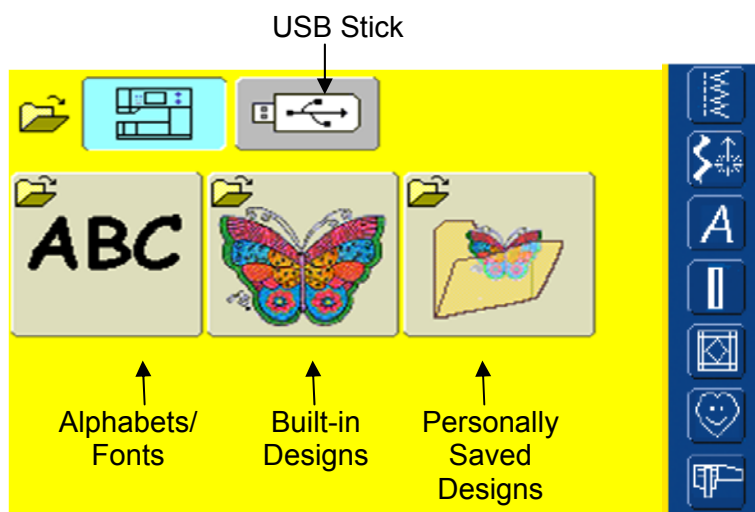 USB Stick
A
ABC
Alphabets/
Fonts
Built-in
Designs
Personally
Saved
Designs